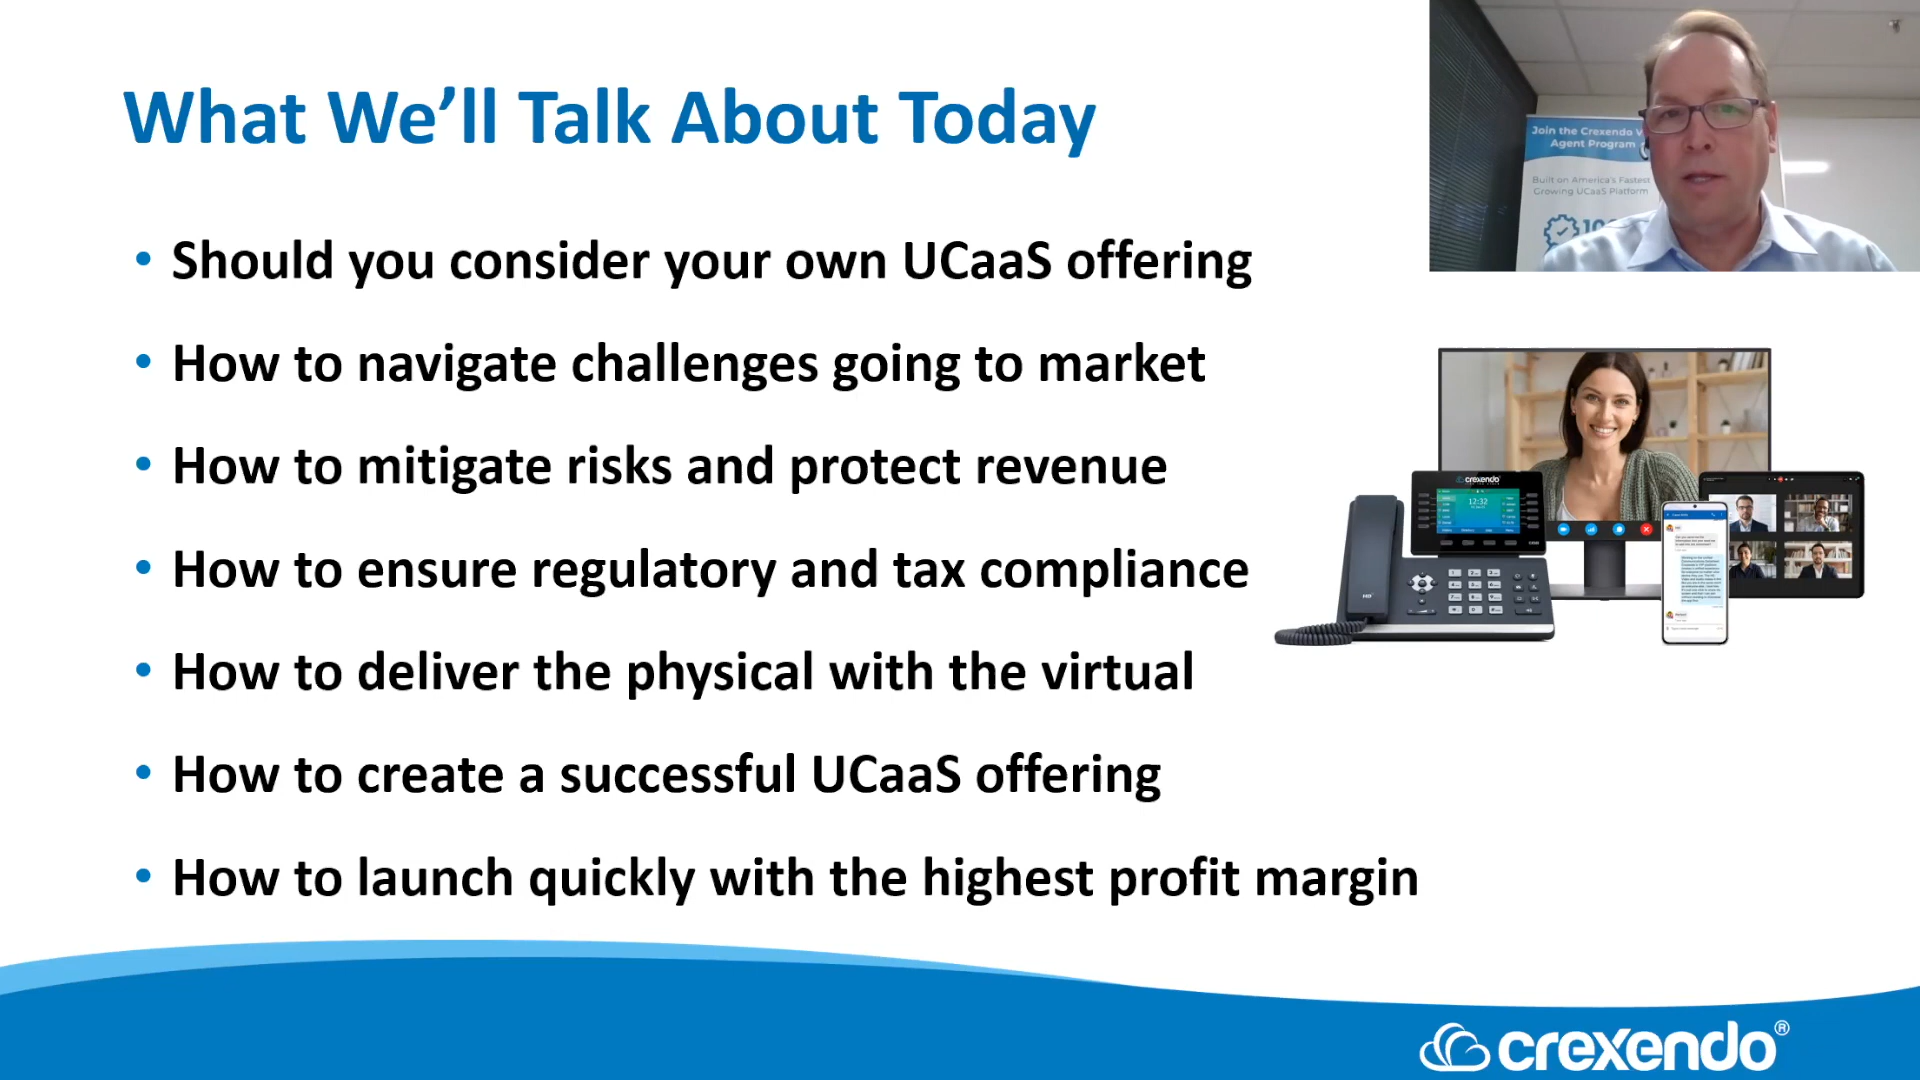 What We’ll Talk About Today
• Should you consider your own UCaaS offering
• How to navigate challenges going to market
• How to mitigate risks and protect revenue
• How to ensure regulatory and tax compliance
• How to deliver the physical with the virtual
• How to create a successful UCaaS offering
• How to launch quickly with the highest profit margin
Join the Crexendo
Agent Program
Built on America's Fastest
Growing UCaaS Platform
crexendo
12:32
crexendo®